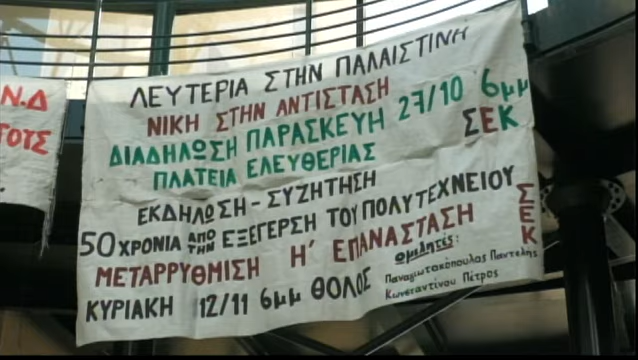 Ν.Δ
ΤΟΥΣ
ΛΕΥΤΕΡΙΑ ΣΤΗΝ ΠΑΛΑΙΣΤΙΝΗ
ΝΙΚΗ ΣΤΗΝ ΑΝΤΙΣΤΑΣΗ
ΔΙΑΔΗΛΩΣΗ ΠΑΡΑΣΚΕΥΗ 27/10 6μμ
ΠΛΑΤΕΙΑ ΕΛΕΥΘΕΡΙΑΣ ΣΕΚ
ΕΚΔΗΛΩΣΗ - ΣΥΖΗΤΗΣΗ
50 ΧΡΟΝΙΑ ΑΠΟ ΤΗΝ ΕΞΕΓΕΡΣΗ ΤΟΥ ΠΟΛΥΤΕΧΝΕΙΟΥ
ΜΕΤΑΡΡΥΘΜΙΣΗ Η' ΕΠΑΝΑΣΤΑΣΗ ΣΕΚ
ΚΥΡΙΑΚΗ 12/11 6μμ ΘΟΛΟΣ
ομιλητές:
Παναγιωτακόπουλος Παντελής
Κωνσταντίνου Πέτρος